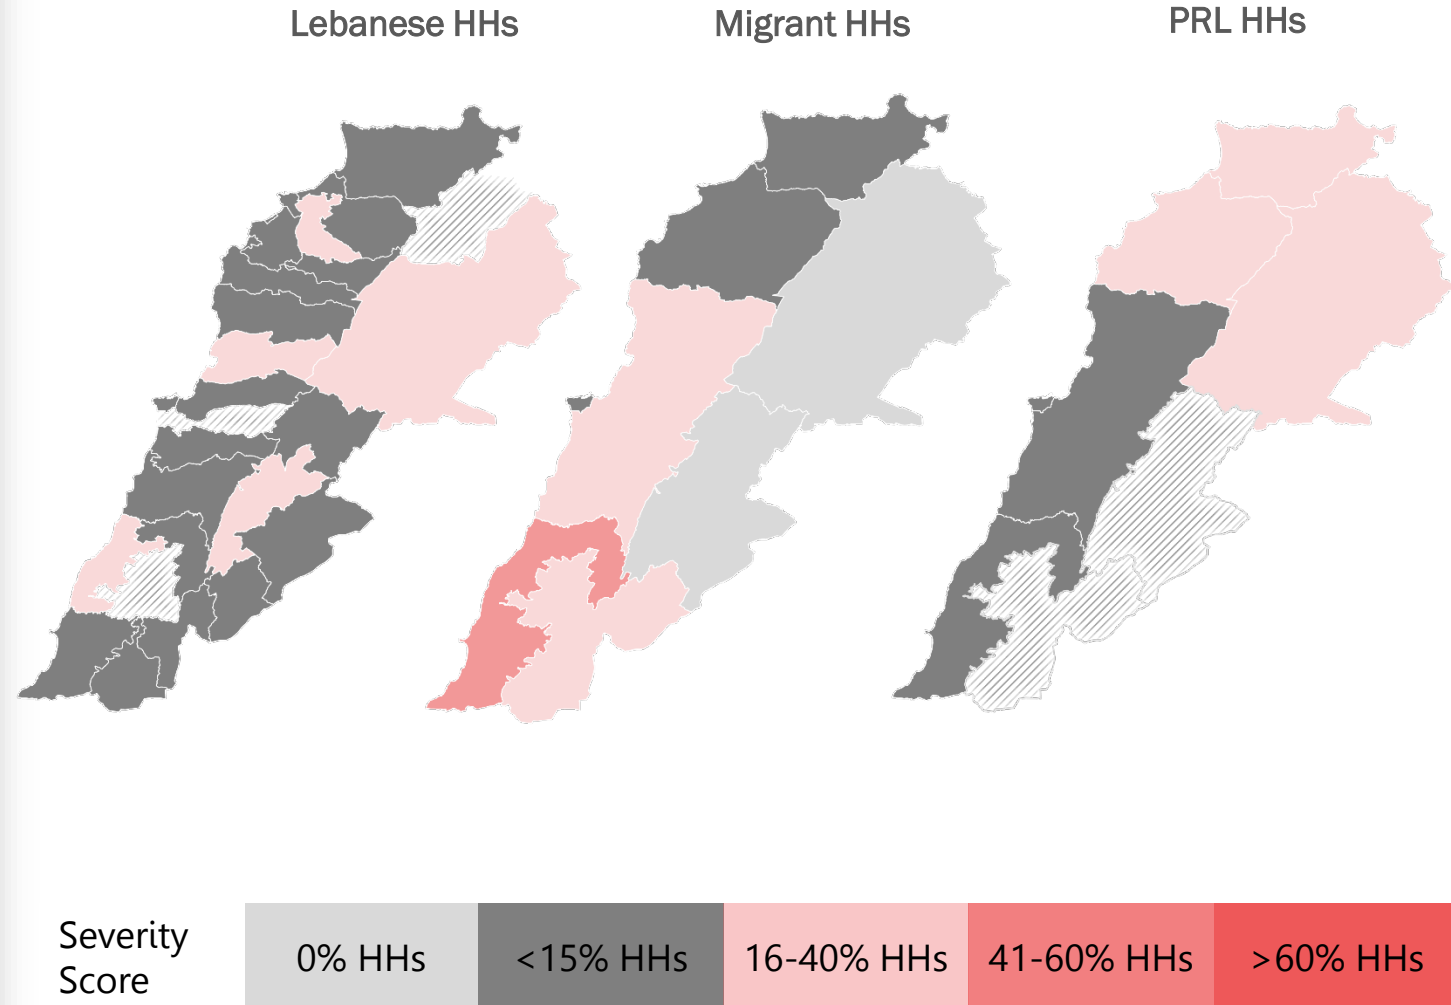 Lebanese HHs
Migrant HHs
PRL HHs
Severity
Score
0% HHs
<15% HHs
16-40% HHs
41-60% HHs
>60% HHs